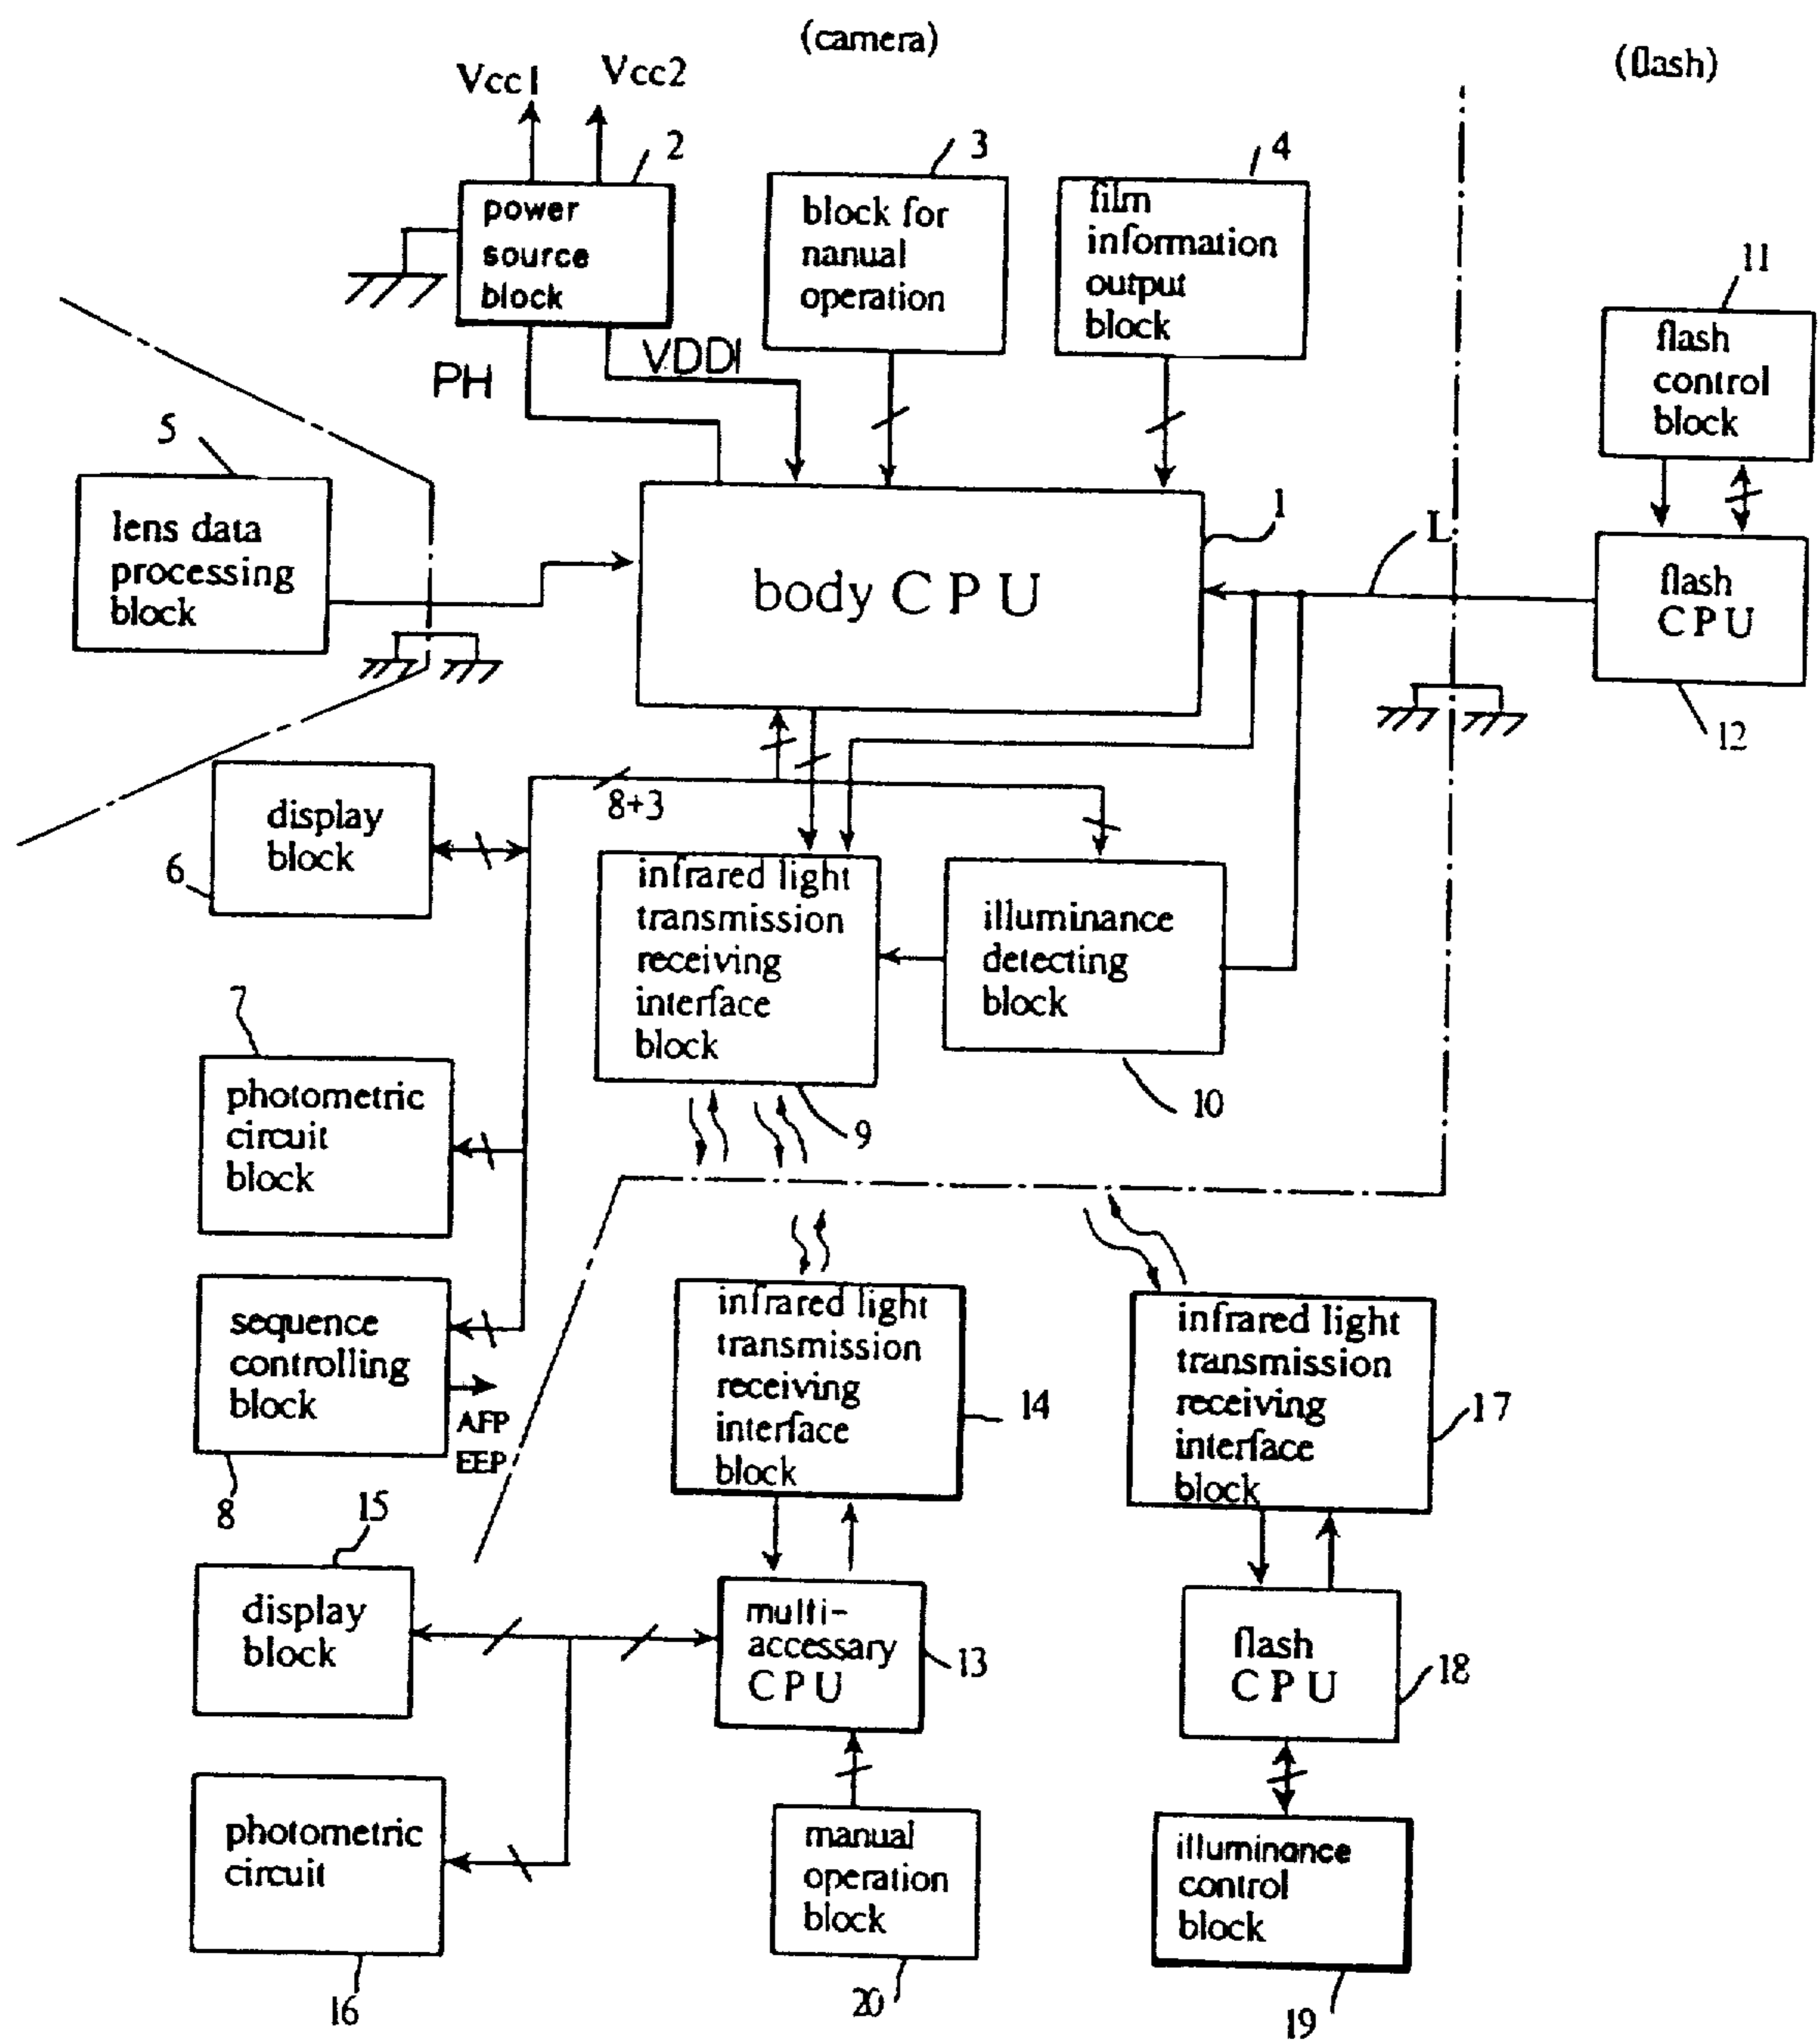 (camera)
(flash)
Vcc1
Vcc2
2
3
4
power
source
block
block for
nanual
operation
film
information
output
block
11
flash
control
block
PH
VDDI
5
lens data
processing
block
body CPU
1
L
flash
CPU
12
8+3
display
block
6
infrared light
transmission
receiving
interface
block
illuminance
detecting
block
7
photometric
circuit
block
9
10
sequence
controlling
block
AFP
EEP
8
infrared light
transmission
receiving
interface
block
14
infrared light
transmission
receiving
interface
block
17
15
display
block
multi-
accessary
CPU
13
flash
CPU
18
photometric
circuit
16
manual
operation
block
20
illuminance
control
block
19